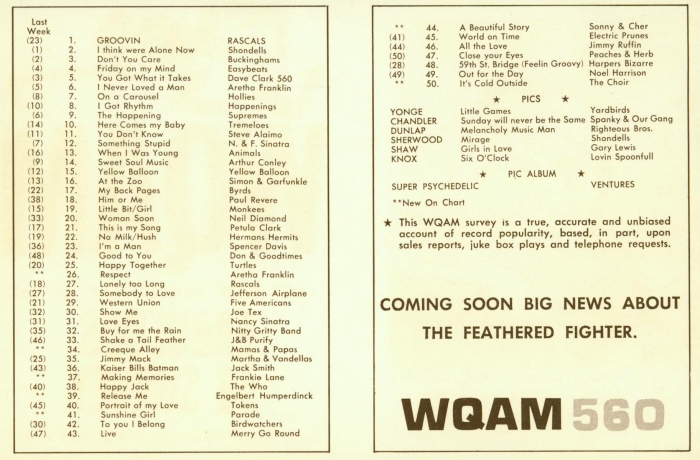 Last
Week
(23) 1. GROOVIN RASCALS
(1) 2. I think were Alone Now Shondells
(2) 3. Don't You Care Buckinghams
(4) 4. Friday on my Mind Easybeats
(3) 5. You Got What it Takes Dave Clark 560
(5) 6. I Never Loved a Man Aretha Franklin
(8) 7. On a Carousel Hollies
(10) 8. I Got Rhythm Happenings
(6) 9. The Happening Supremes
(14) 10. Here Comes my Baby Tremeloes
(11) 11. You Don't Know Steve Alaimo
(7) 12. Something Stupid N. & F. Sinatra
(16) 13. When I Was Young Animals
(9) 14. Sweet Soul Music Arthur Conley
(12) 15. Yellow Balloon Yellow Balloon
(13) 16. At the Zoo Simon & Garfunkle
(22) 17. My Back Pages Byrds
(38) 18. Him or Me Paul Revere
(15) 19. Little Bit/Girl Monkees
(33) 20. Woman Soon Neil Diamond
(17) 21. This is my Song Petula Clark
(19) 22. No Milk/Hush Hermans Hermits
(36) 23. I'm a Man Spencer Davis
(48) 24. Good to You Don & Goodtimes
(20) 25. Happy Together Turtles
** 26. Respect Aretha Franklin
(18) 27. Lonely too Long Rascals
(27) 28. Somebody to Love Jefferson Airplane
(21) 29. Western Union Five Americans
(32) 30. Show Me Joe Tex
(31) 31. Love Eyes Nancy Sinatra
(35) 32. Buy for me the Rain Nitty Gritty Band
(46) 33. Shake a Tail Feather J&B Purify
** 34. Creeque Alley Mamas & Papas
(25) 35. Jimmy Mack Martha & Vandellas
(43) 36. Kaiser Bills Batman Jack Smith
** 37. Making Memories Frankie Lane
(40) 38. Happy Jack The Who
** 39. Release Me Engelbert Humperdinck
(45) 40. Portrait of my Love Tokens
** 41. Sunshine Girl Parade
(30) 42. To you I Belong Birdwatchers
(47) 43. Live Merry Go Round
** 44. A Beautiful Story Sonny & Cher
(41) 45. World on Time Electric Prunes
(44) 46. All the Love Jimmy Ruffin
(50) 47. Close your Eyes Peaches & Herb
(28) 48. 59th St. Bridge (Feelin Groovy) Harpers Bizarre
(49) 49. Out for the Day Noel Harrison
** 50. It's Cold Outside The Choir
★ PICS ★
YONGE Little Games Yardbirds
CHANDLER Sunday will never be the Same Spanky & Our Gang
DUNLAP Melancholy Music Man Righteous Bros.
SHERWOOD Mirage Shondells
SHAW Girls in Love Gary Lewis
KNOX Six O'Clock Lovin Spoonfull
★ PIC ALBUM ★
SUPER PSYCHEDELIC VENTURES
**New On Chart
★ This WQAM survey is a true, accurate and unbiased
account of record popularity, based, in part, upon
sales reports, juke box plays and telephone requests.
COMING SOON BIG NEWS ABOUT
THE FEATHERED FIGHTER.
WQAM 560